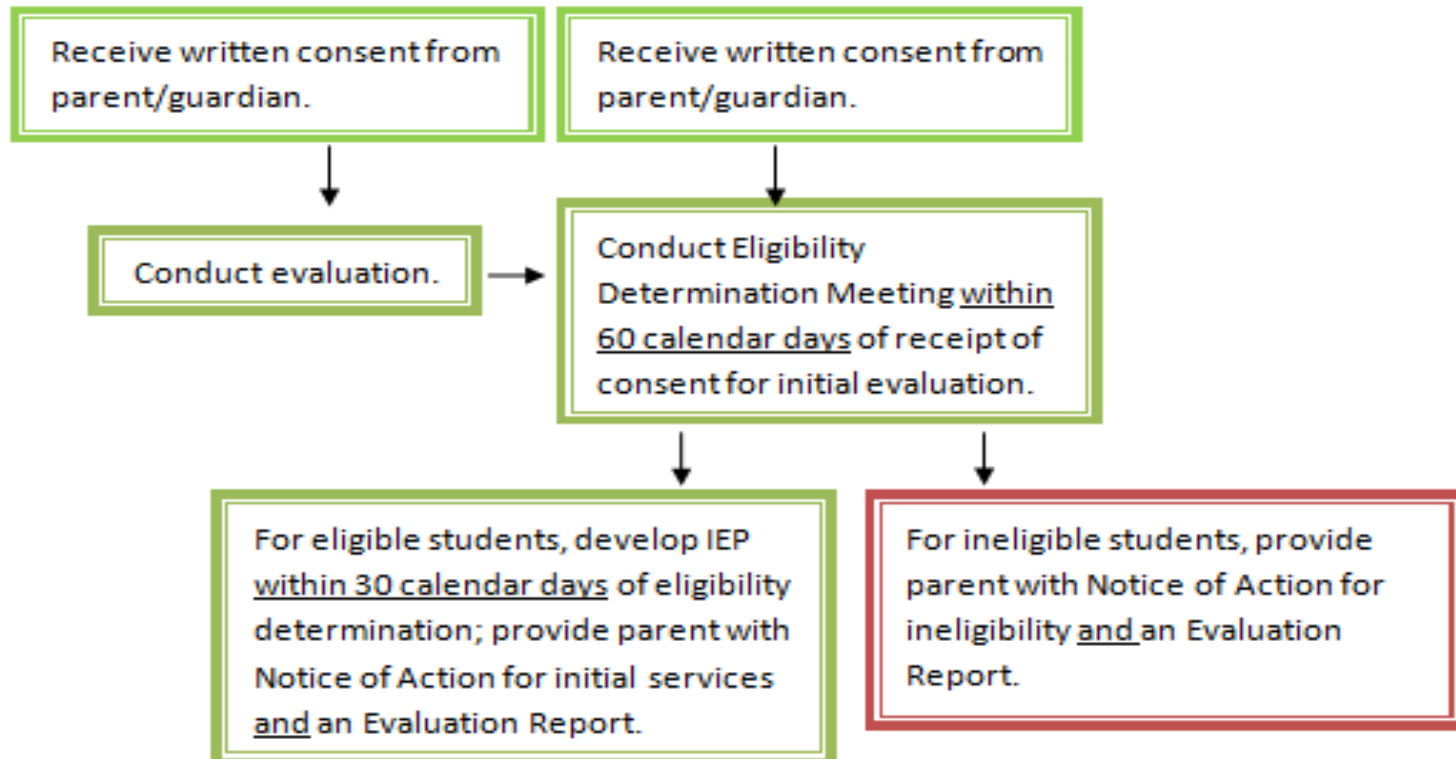 Receive written consent from
parent/guardian.
Receive written consent from
parent/guardian.
Conduct evaluation.
Conduct Eligibility
Determination Meeting within
60 calendar days of receipt of
consent for initial evaluation.
For eligible students, develop IEP
within 30 calendar days of eligibility
determination; provide parent with
Notice of Action for initial services
and an Evaluation Report.
For ineligible students, provide
parent with Notice of Action for
ineligibility and an Evaluation
Report.